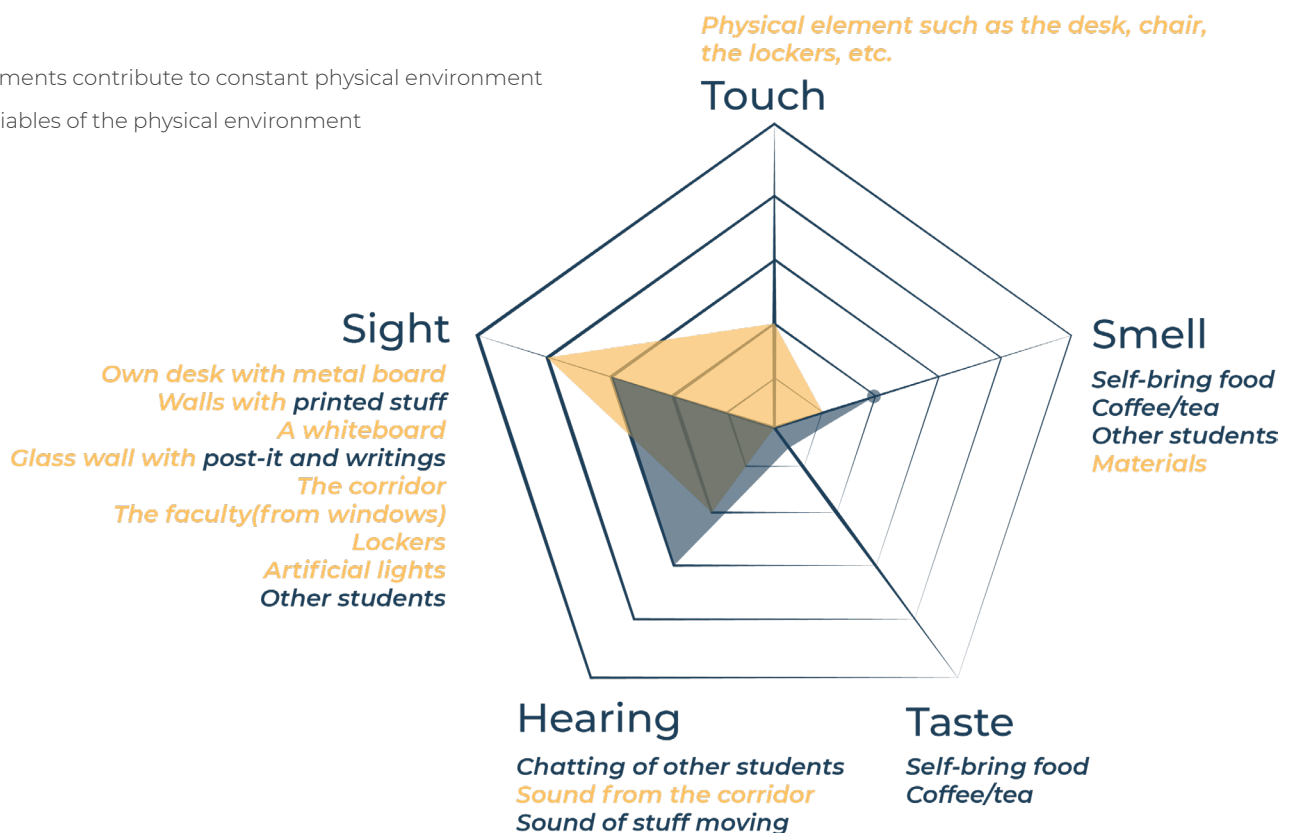 Physical element such as the desk, chair,
the lockers, etc.
ments contribute to constant physical environment
iables of the physical environment
Touch
Sight
Own desk with metal board
Walls with printed stuff
A whiteboard
Glass wall with post-it and writings
The corridor
The faculty(from windows)
Lockers
Artificial lights
Other students
Smell
Self-bring food
Coffee/tea
Other students
Materials
Hearing
Chatting of other students
Sound from the corridor
Sound of stuff moving
Taste
Self-bring food
Coffee/tea